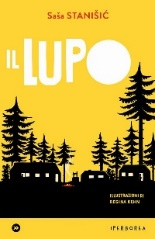 Saša STANIŠIĆ
IL LUPO
ILLUSTRAZIONI DI
REGINA KEHN
IPERBOREA